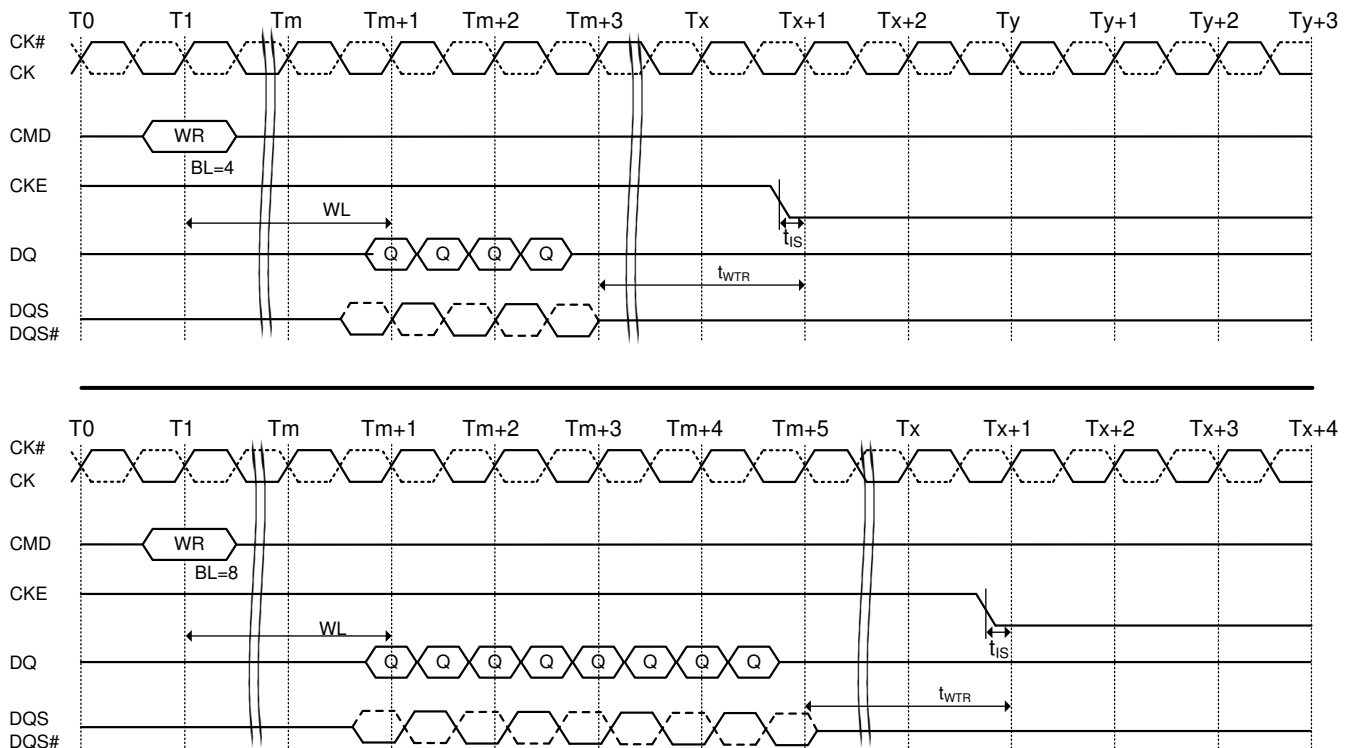 T0 T1 Tm Tm+1 Tm+2 Tm+3 Tx Tx+1 Tx+2 Ty Ty+1 Ty+2 Ty+3
CK#
CK
CMD WR
BL=4
CKE
WL
tIS
DQ Q Q Q Q
tWTR
DQS
DQS#
T0 T1 Tm Tm+1 Tm+2 Tm+3 Tm+4 Tm+5 Tx Tx+1 Tx+2 Tx+3 Tx+4
CK#
CK
CMD WR
BL=8
CKE
WL
tIS
DQ Q Q Q Q Q Q Q Q
tWTR
DQS
DQS#